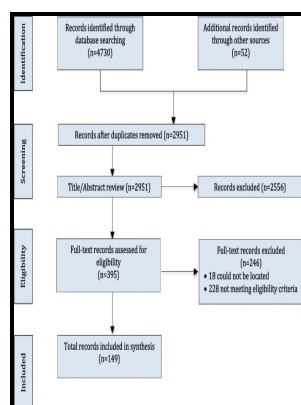 Identification
Records identified through
database searching
(n=4730)
Additional records identified
through other sources
(n=52)
Screening
Records after duplicates removed (n=2951)
Title/Abstract review (n=2951)
Records excluded (n=2556)
Eligibility
Full-text records assessed for
eligibility
(n=395)
Full-text records excluded
(n=246)
• 18 could not be located
• 228 not meeting eligibility criteria
Included
Total records included in synthesis
(n=149)